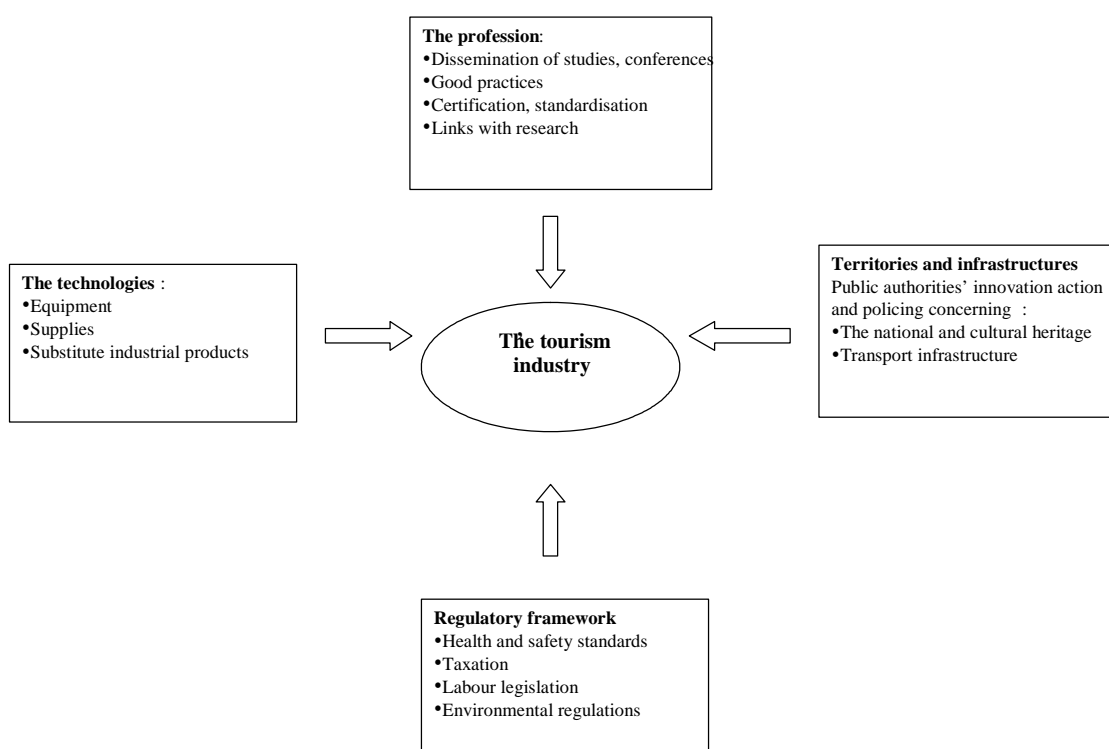 The profession:
•Dissemination of studies, conferences
•Good practices
•Certification, standardisation
•Links with research
The technologies :
•Equipment
•Supplies
•Substitute industrial products
The tourism
industry
Territories and infrastructures
Public authorities’ innovation action
and policing concerning :
•The national and cultural heritage
•Transport infrastructure
Regulatory framework
•Health and safety standards
•Taxation
•Labour legislation
•Environmental regulations